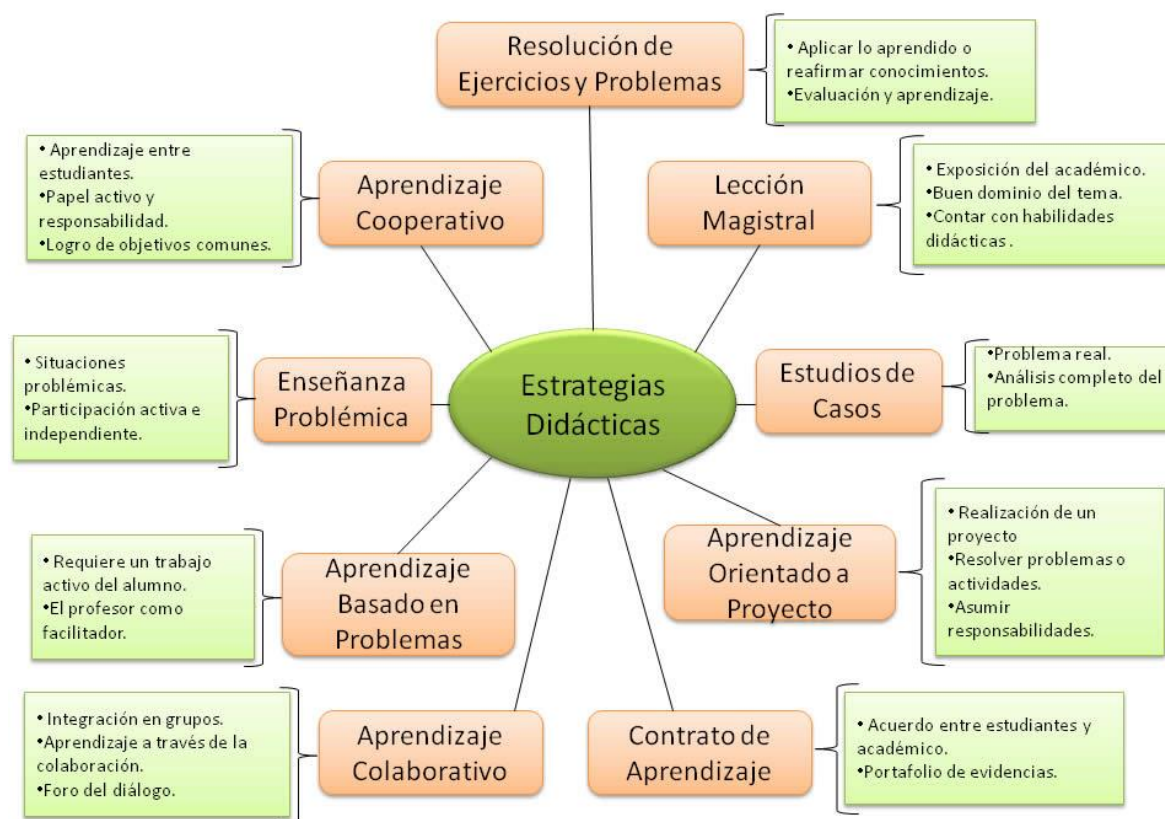 Resolución de
Ejercicios y Problemas
• Aplicar lo aprendido o
reafirmar conocimientos.
•Evaluación y aprendizaje.
• Aprendizaje entre
estudiantes.
•Papel activo y
responsabilidad.
•Logro de objetivos comunes.
Aprendizaje
Cooperativo
Lección
Magistral
• Exposición del académico.
•Buen dominio del tema.
•Contar con habilidades
didácticas .
• Situaciones
problémicas.
•Participación activa e
independiente.
Enseñanza
Problémica
Estrategias
Didácticas
Estudios de
Casos
•Problema real.
•Análisis completo del
problema.
• Requiere un trabajo
activo del alumno.
•El profesor como
facilitador.
Aprendizaje
Basado en
Problemas
Aprendizaje
Orientado a
Proyecto
• Realización de un
proyecto
•Resolver problemas o
actividades.
•Asumir
responsabilidades.
• Integración en grupos.
•Aprendizaje a través de la
colaboración.
•Foro del diálogo.
Aprendizaje
Colaborativo
Contrato de
Aprendizaje
• Acuerdo entre estudiantes y
académico.
•Portafolio de evidencias.